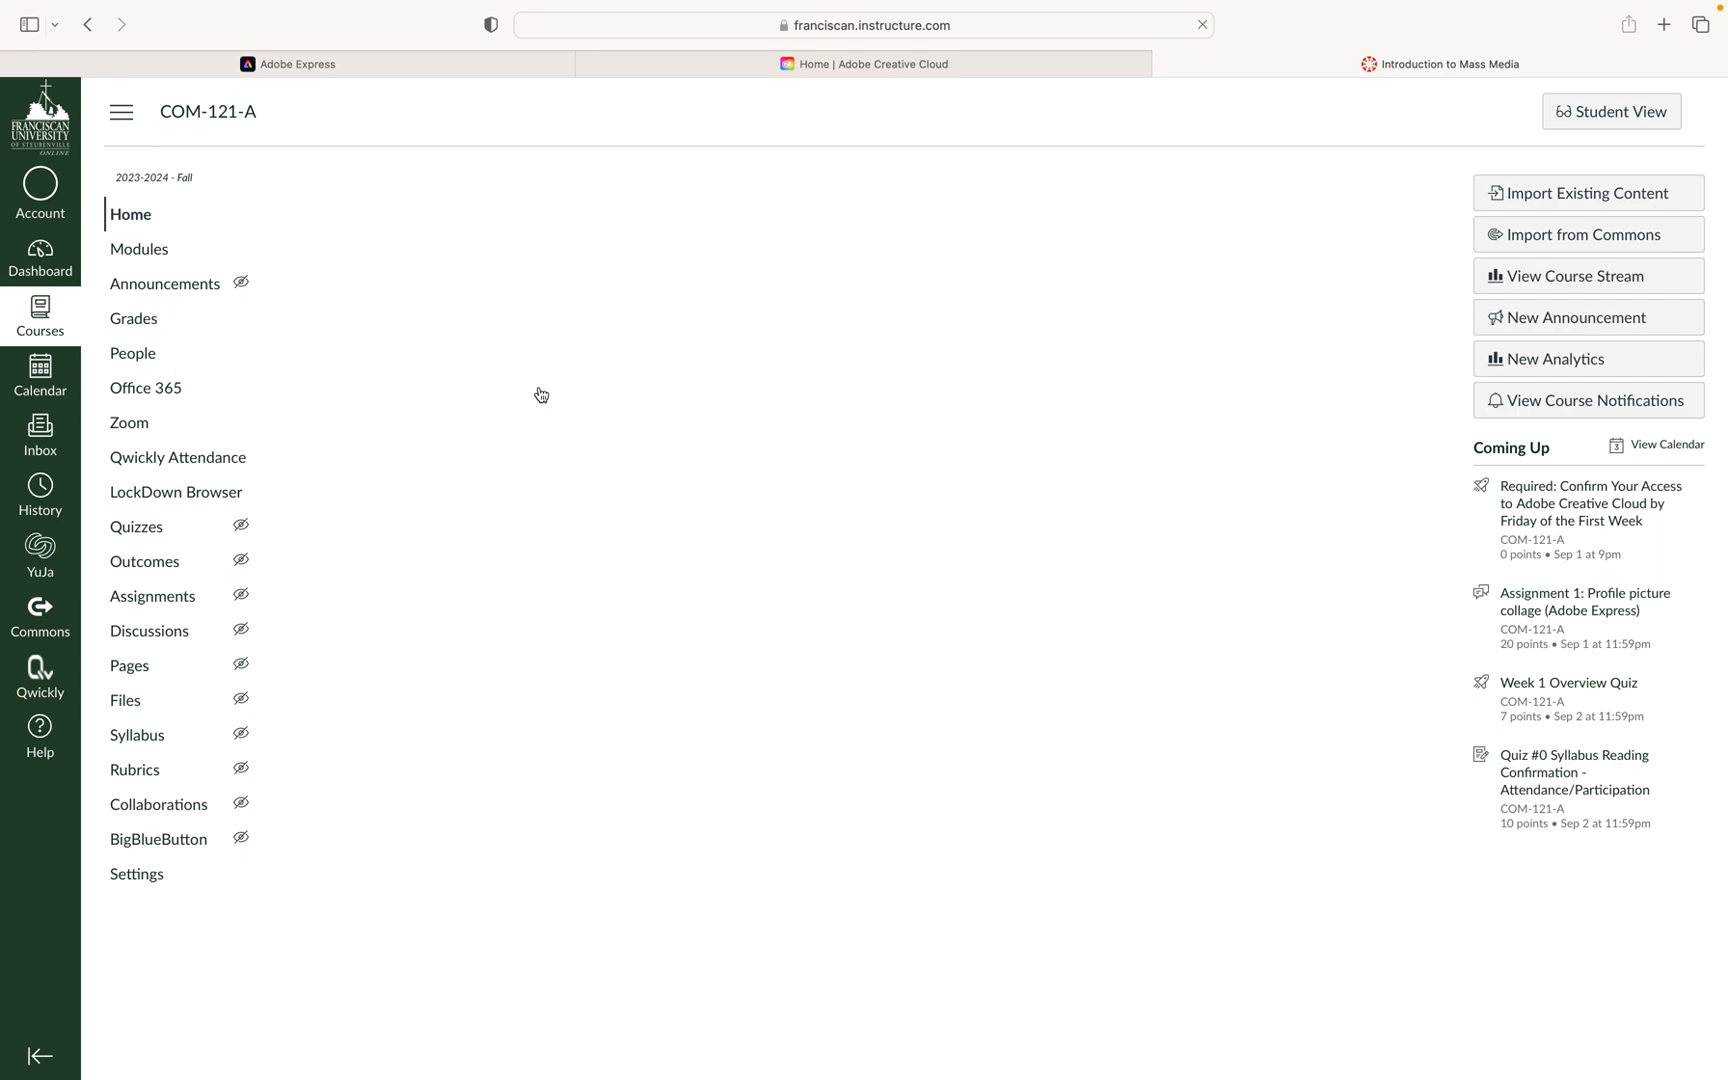 franciscan.instructure.com
Adobe Express
Home | Adobe Creative Cloud
Introduction to Mass Media
FRANCISCAN
UNIVERSITY
OF STEUBENVILLE
ONLINE
Account
Dashboard
Courses
Calendar
Inbox
History
YuJa
Commons
Qwickly
Help
COM-121-A
Student View
2023-2024 - Fall
Home
Modules
Announcements
Grades
People
Office 365
Zoom
Qwickly Attendance
LockDown Browser
Quizzes
Outcomes
Assignments
Discussions
Pages
Files
Syllabus
Rubrics
Collaborations
BigBlueButton
Settings
Import Existing Content
Import from Commons
View Course Stream
New Announcement
New Analytics
View Course Notifications
Coming Up
3 View Calendar
Required: Confirm Your Access
to Adobe Creative Cloud by
Friday of the First Week
COM-121-A
0 points • Sep 1 at 9pm
Assignment 1: Profile picture
collage (Adobe Express)
COM-121-A
20 points • Sep 1 at 11:59pm
Week 1 Overview Quiz
COM-121-A
7 points • Sep 2 at 11:59pm
Quiz #0 Syllabus Reading
Confirmation -
Attendance/Participation
COM-121-A
10 points • Sep 2 at 11:59pm